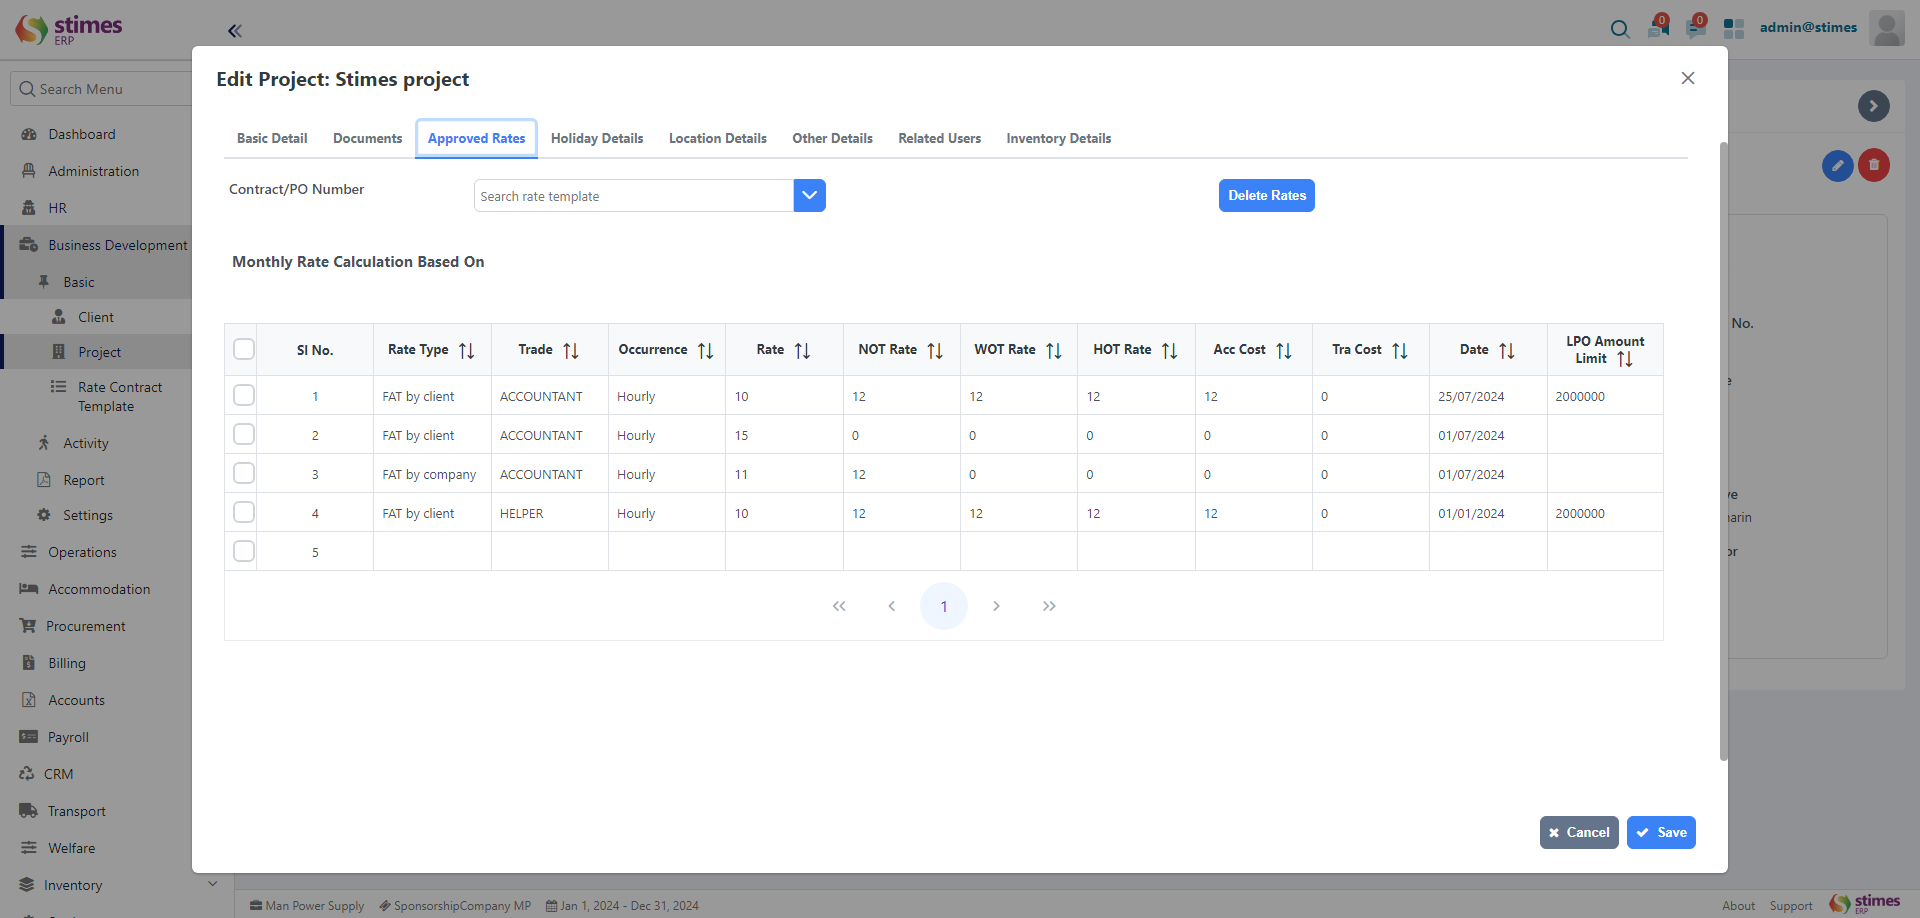 stimes
ERP
0
0
admin@stimes
Search Menu
Dashboard
Administration
HR
Business Development
Basic
Client
Project
Rate Contract
Template
Activity
Report
Settings
Operations
Accommodation
Procurement
Billing
Accounts
Payroll
CRM
Transport
Welfare
Inventory
Edit Project: Stimes project
Basic Detail Documents Approved Rates Holiday Details Location Details Other Details Related Users Inventory Details
Contract/PO Number Search rate template Delete Rates
Monthly Rate Calculation Based On
Sl No. Rate Type Trade Occurrence Rate NOT Rate WOT Rate HOT Rate Acc Cost Tra Cost Date LPO Amount
Limit
1 FAT by client ACCOUNTANT Hourly 10 12 12 12 12 0 25/07/2024 2000000
2 FAT by client ACCOUNTANT Hourly 15 0 0 0 0 0 01/07/2024
3 FAT by company ACCOUNTANT Hourly 11 12 0 0 0 0 01/07/2024
4 FAT by client HELPER Hourly 10 12 12 12 12 0 01/01/2024 2000000
5
1
Cancel Save
No.
Man Power Supply SponsorshipCompany MP Jan 1, 2024 - Dec 31, 2024
About Support stimes
ERP